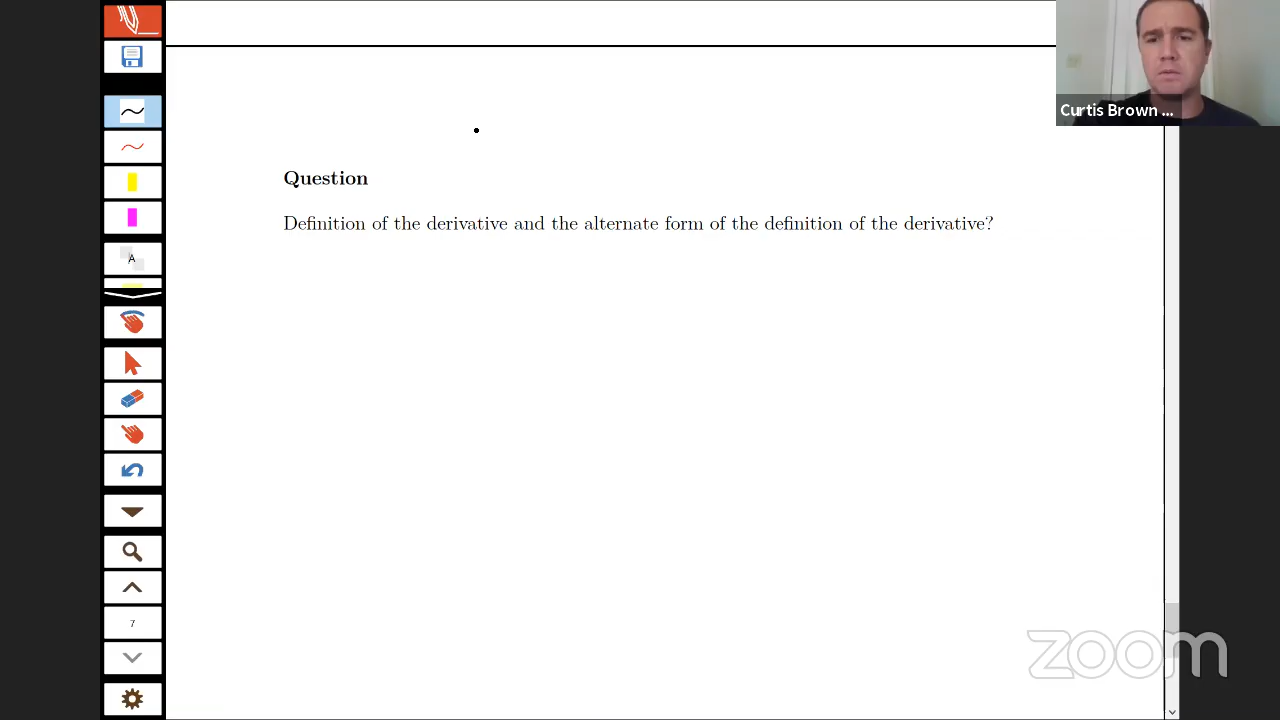 Curtis Brown ...
Question
Definition of the derivative and the alternate form of the definition of the derivative?
A
7
zoom